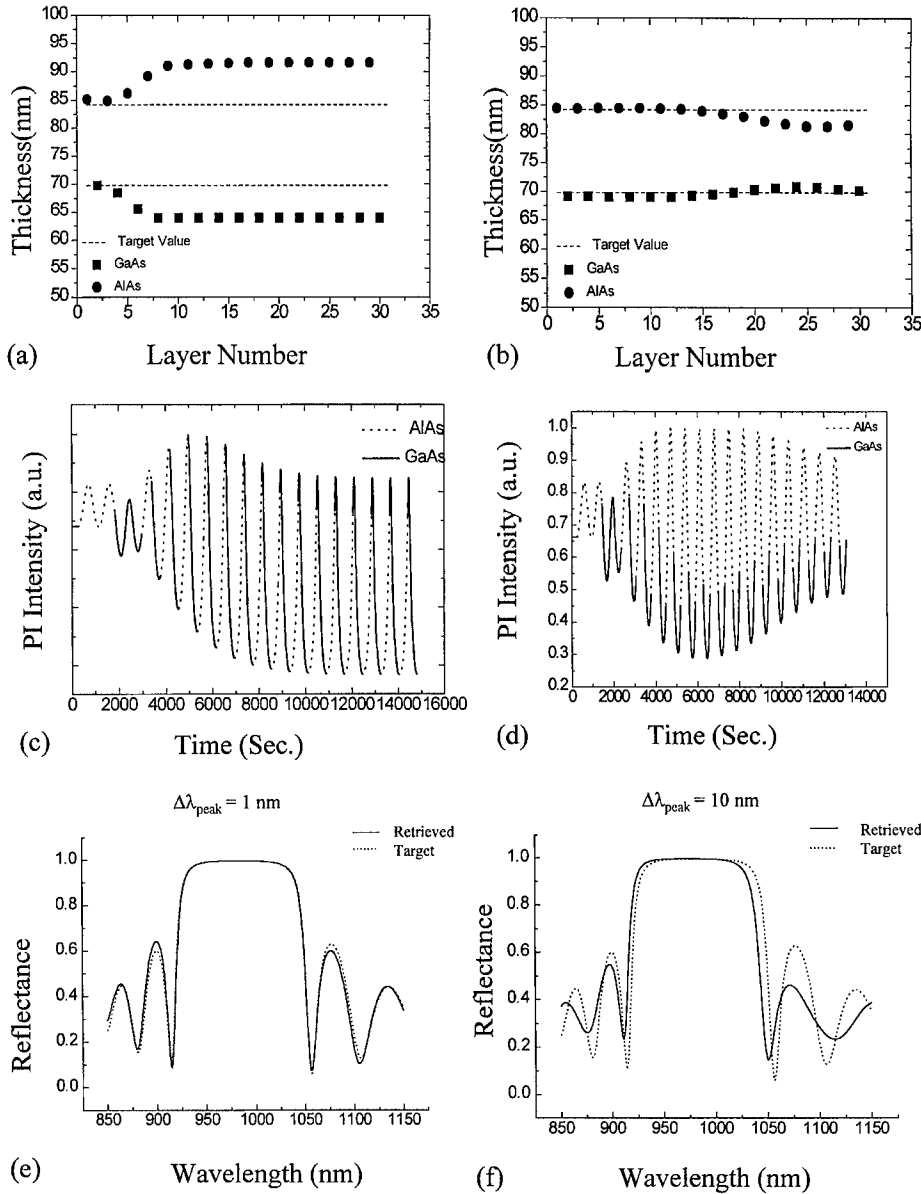 100
95
90
85
80
75
70
65
60
55
50
Thickness(nm)
Target Value
GaAs
AlAs
0 5 10 15 20 25 30 35
(a) Layer Number
100
95
90
85
80
75
70
65
60
55
50
Thickness(nm)
Target Value
GaAs
AlAs
0 5 10 15 20 25 30 35
(b) Layer Number
PI Intensity (a.u.)
AlAs
GaAs
0 2000 4000 6000 8000 10000 12000 14000 16000
(c) Time (Sec.)
1.0
0.9
0.8
0.7
0.6
0.5
0.4
0.3
0.2
PI Intensity (a.u.)
AlAs
GaAs
0 2000 4000 6000 8000 10000 12000 14000
(d) Time (Sec.)
Δλpeak = 1 nm
Retrieved
Target
1.0
0.8
0.6
0.4
0.2
0.0
Reflectance
850 900 950 1000 1050 1100 1150
(e) Wavelength (nm)
Δλpeak = 10 nm
Retrieved
Target
1.0
0.8
0.6
0.4
0.2
0.0
Reflectance
850 900 950 1000 1050 1100 1150
(f) Wavelength (nm)